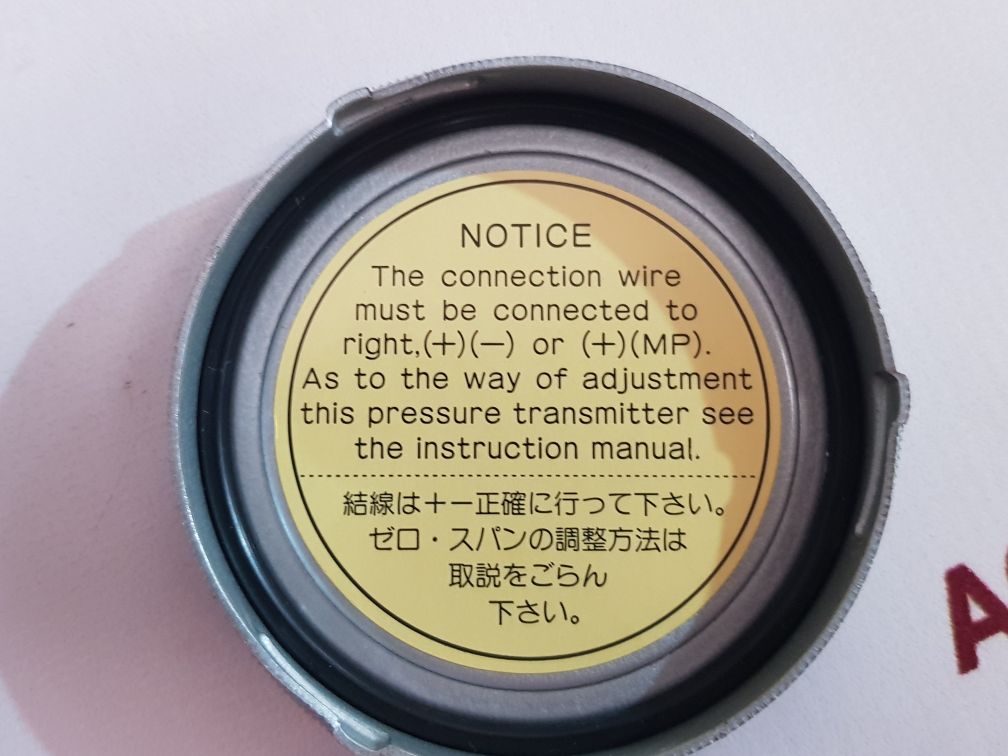 NOTICE
The connection wire
must be connected to
right,(+)(−) or (+)(MP).
As to the way of adjustment
this pressure transmitter see
the instruction manual.
結線は＋－正確に行って下さい。
ゼロ・スパンの調整方法は
取説をごらん
下さい。
A